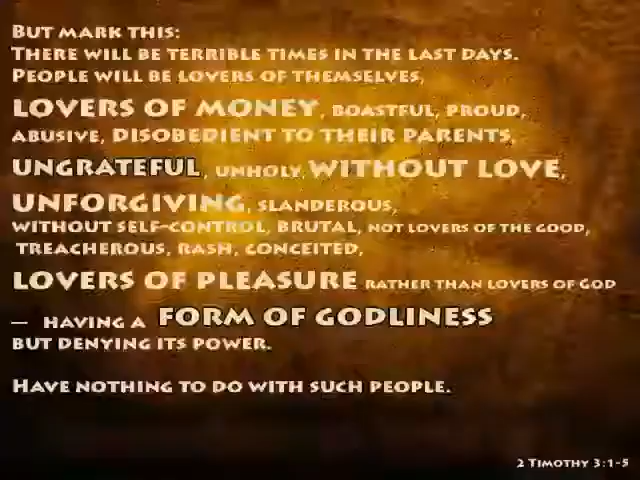 But mark this:
There will be terrible times in the last days.
People will be lovers of themselves,
lovers of money, boastful, proud,
abusive, disobedient to their parents,
ungrateful, unholy, without love,
unforgiving, slanderous,
without self-control, brutal, not lovers of the good,
treacherous, rash, conceited,
lovers of pleasure rather than lovers of God
— having a form of godliness
but denying its power.
Have nothing to do with such people.
2 Timothy 3:1-5